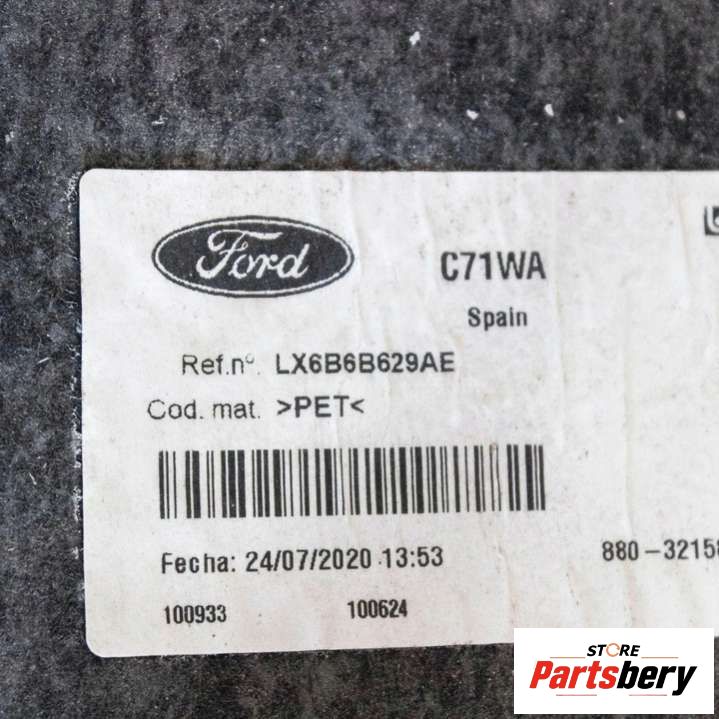 Ford
C71WA
Spain
Ref.nº. LX6B6B629AE
Cod. mat. >PET<
Fecha: 24/07/2020 13:53
880-32158
100933 100624
STORE
Partsbery